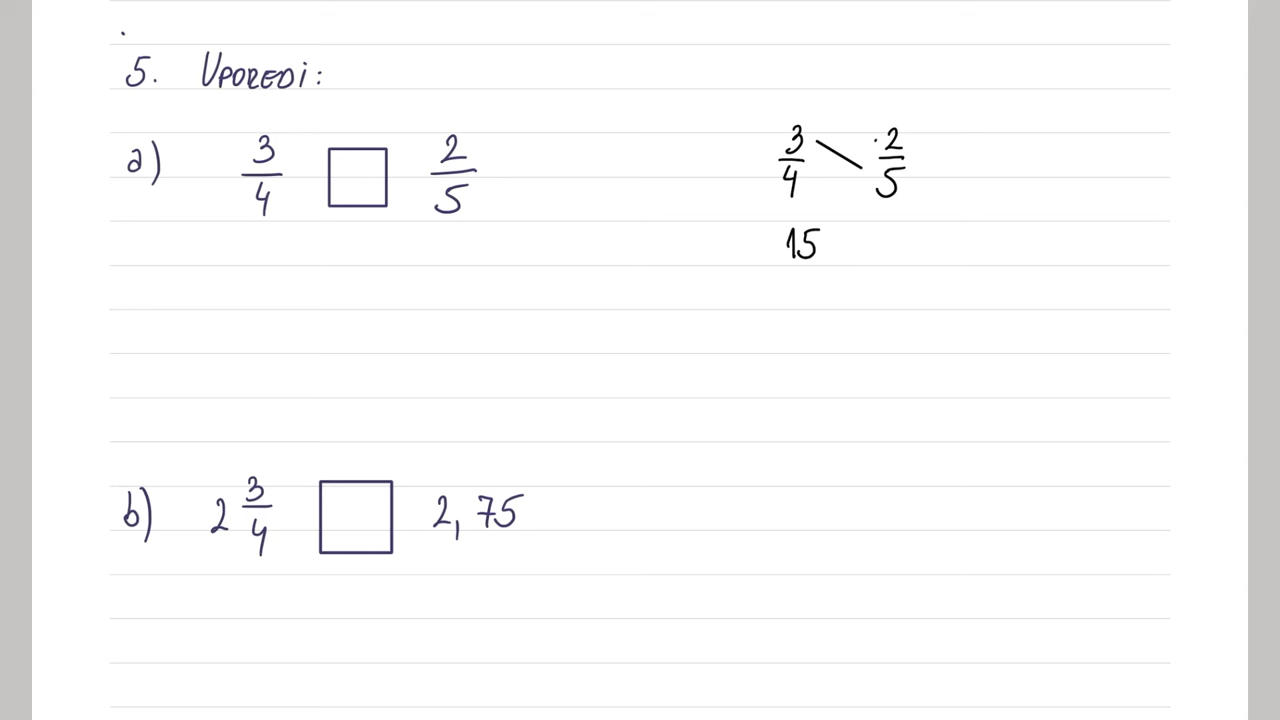 5. UPOREDI:
a) 3/4 □ 2/5
3/4 2/5
15
b) 2 3/4 □ 2,75